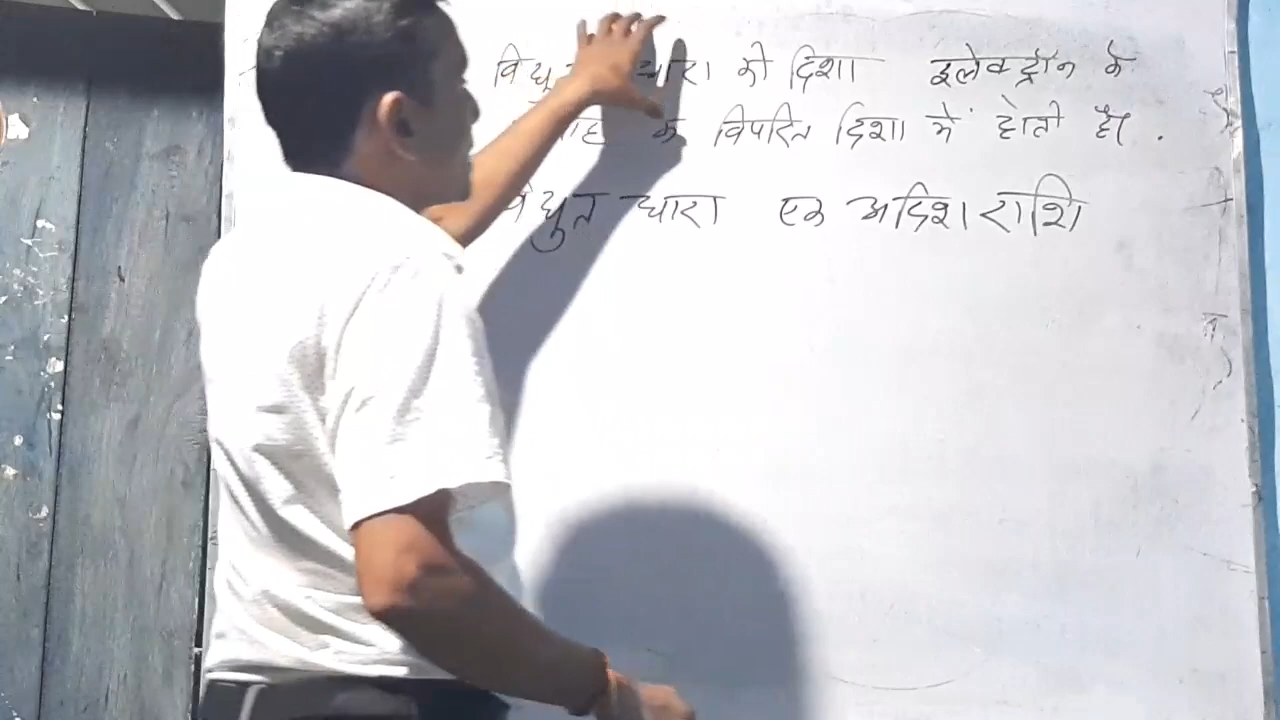 विधुत धारा की दिशा इलेक्ट्रॉन के
के विपरित दिशा में होती है।.
विधुत धारा एक अदिश राशि